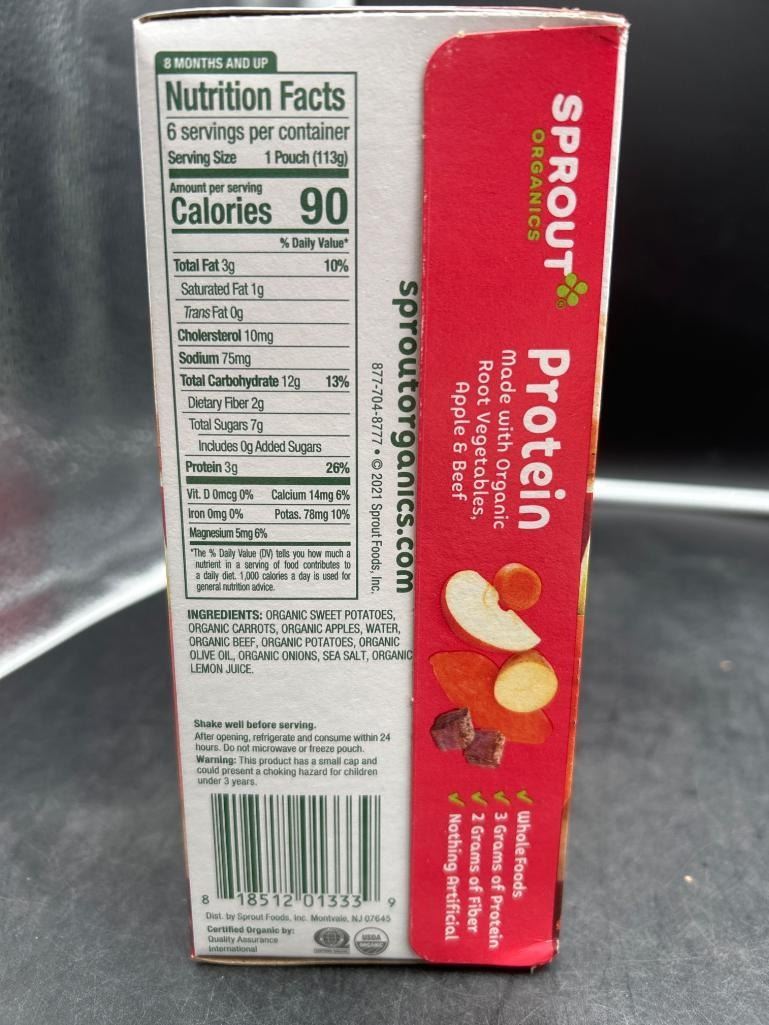 8 MONTHS AND UP
Nutrition Facts
6 servings per container
Serving Size 1 Pouch (113g)
Amount per serving
Calories 90
% Daily Value*
Total Fat 3g 10%
Saturated Fat 1g
Trans Fat 0g
Cholersterol 10mg
Sodium 75mg
Total Carbohydrate 12g 13%
Dietary Fiber 2g
Total Sugars 7g
Includes 0g Added Sugars
Protein 3g 26%
Vit. D 0mcg 0% Calcium 14mg 6%
Iron 0mg 0% Potas. 78mg 10%
Magnesium 5mg 6%
*The % Daily Value (DV) tells you how much a
nutrient in a serving of food contributes to
a daily diet. 1,000 calories a day is used for
general nutrition advice.
INGREDIENTS: ORGANIC SWEET POTATOES,
ORGANIC CARROTS, ORGANIC APPLES, WATER,
ORGANIC BEEF, ORGANIC POTATOES, ORGANIC
OLIVE OIL, ORGANIC ONIONS, SEA SALT, ORGANIC
LEMON JUICE.
Shake well before serving.
After opening, refrigerate and consume within 24
hours. Do not microwave or freeze pouch.
Warning: This product has a small cap and
could present a choking hazard for children
under 3 years.
8 18512 01333 9
Dist. by Sprout Foods, Inc. Montvale, NJ 07645
Certified Organic by:
Quality Assurance
International
USDA
ORGANIC
sproutorganics.com
877-704-8777 • © 2021 Sprout Foods, Inc.
SPROUT
ORGANICS
Protein
Made with Organic
Root Vegetables,
Apple & Beef
Whole Foods
3 Grams of Protein
2 Grams of Fiber
Nothing Artificial